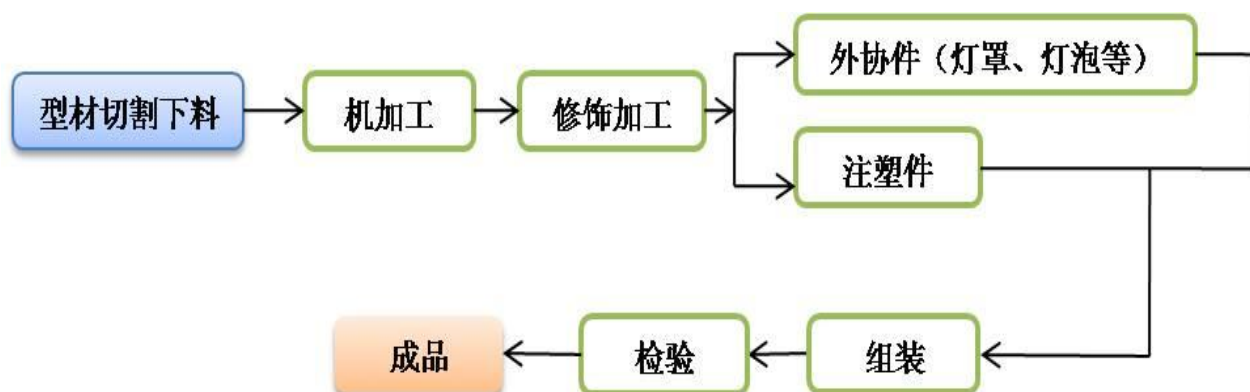 型材切割下料
机加工
修饰加工
外协件（灯罩、灯泡等）
注塑件
组装
检验
成品